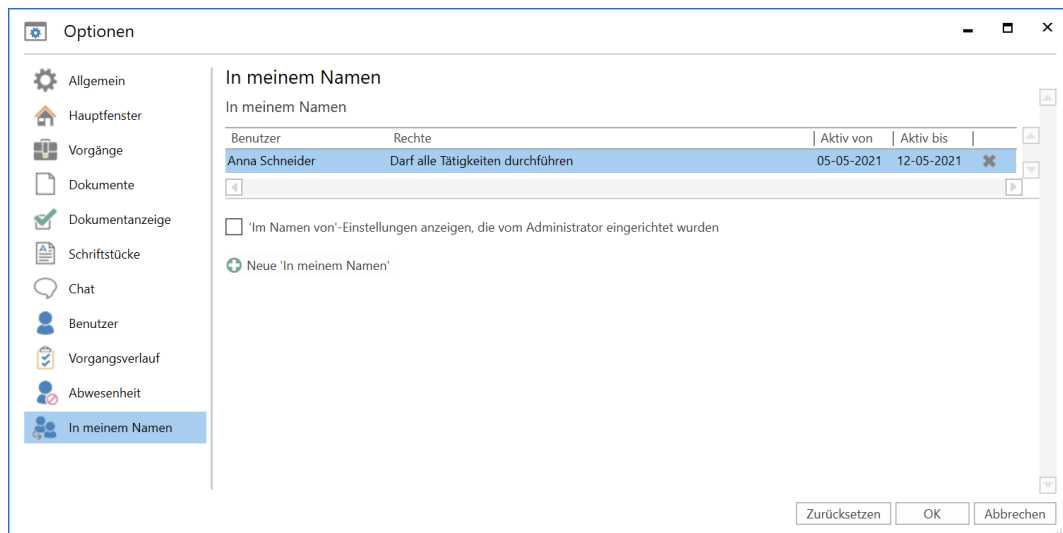 Optionen
Allgemein
Hauptfenster
Vorgänge
Dokumente
Dokumentanzeige
Schriftstücke
Chat
Benutzer
Vorgangsverlauf
Abwesenheit
In meinem Namen
In meinem Namen
In meinem Namen
Benutzer Rechte Aktiv von Aktiv bis
Anna Schneider Darf alle Tätigkeiten durchführen 05-05-2021 12-05-2021
'Im Namen von'-Einstellungen anzeigen, die vom Administrator eingerichtet wurden
Neue 'In meinem Namen'
Zurücksetzen OK Abbrechen